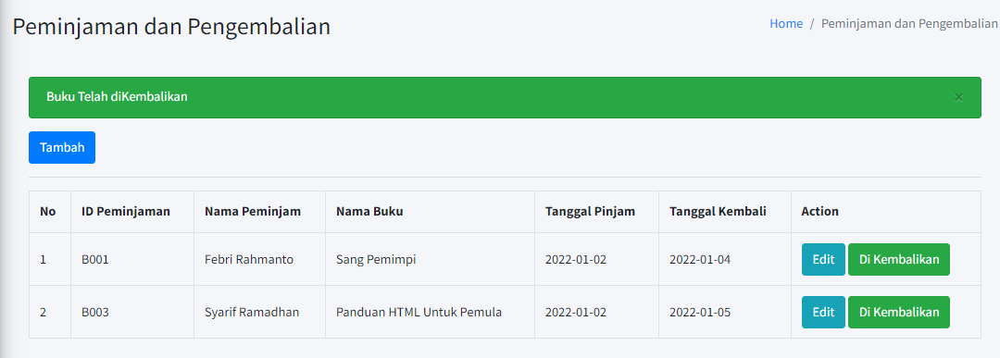 Peminjaman dan Pengembalian
Home / Peminjaman dan Pengembalian
Buku Telah diKembalikan ×
Tambah
No ID Peminjaman Nama Peminjam Nama Buku Tanggal Pinjam Tanggal Kembali Action
1 B001 Febri Rahmanto Sang Pemimpi 2022-01-02 2022-01-04 Edit Di Kembalikan
2 B003 Syarif Ramadhan Panduan HTML Untuk Pemula 2022-01-02 2022-01-05 Edit Di Kembalikan